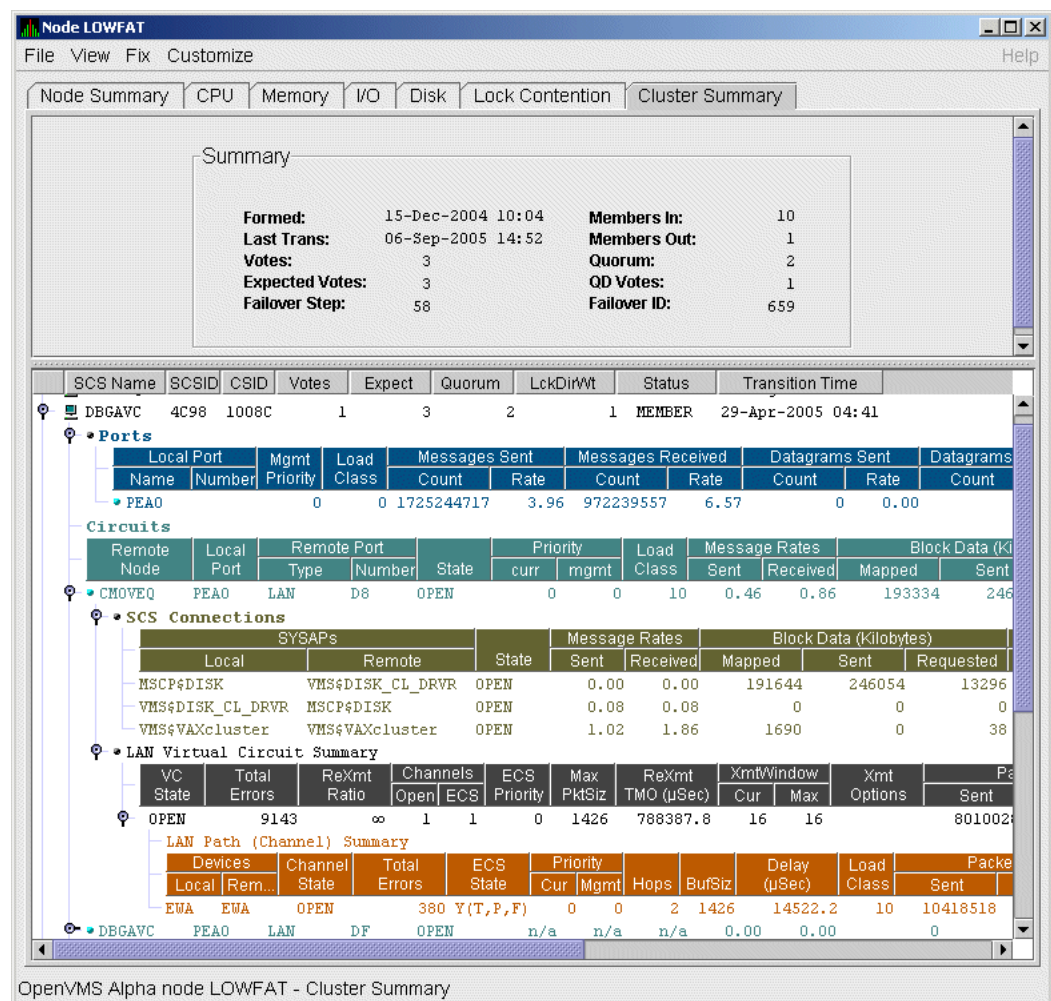 Node LOWFAT
File View Fix Customize Help
Node Summary CPU Memory I/O Disk Lock Contention Cluster Summary
Summary
Formed: 15-Dec-2004 10:04 Members In: 10
Last Trans: 06-Sep-2005 14:52 Members Out: 1
Votes: 3 Quorum: 2
Expected Votes: 3 QD Votes: 1
Failover Step: 58 Failover ID: 659
SCS Name SCSID CSID Votes Expect Quorum LckDirWt Status Transition Time
DBGAVC 4C98 1008C 1 3 2 1 MEMBER 29-Apr-2005 04:41
Ports
Local Port Mgmt Load Messages Sent Messages Received Datagrams Sent Datagrams
Name Number Priority Class Count Rate Count Rate Count Rate Count
PEA0 0 0 1725244717 3.96 972239557 6.57 0 0.00
Circuits
Remote Local Remote Port Priority Load Message Rates Block Data (Ki
Node Port Type Number State curr mgmt Class Sent Received Mapped Sent
CMOVEQ PEA0 LAN D8 OPEN 0 0 10 0.46 0.86 193334 246
SCS Connections
SYSAPs Message Rates Block Data (Kilobytes)
Local Remote State Sent Received Mapped Sent Requested
MSCP$DISK VMS$DISK_CL_DRVR OPEN 0.00 0.00 191644 246054 13296
VMS$DISK_CL_DRVR MSCP$DISK OPEN 0.08 0.08 0 0 0
VMS$VAXcluster VMS$VAXcluster OPEN 1.02 1.86 1690 0 38
LAN Virtual Circuit Summary
VC Total ReXmt Channels ECS Max ReXmt XmtWindow Xmt Pa
State Errors Ratio Open ECS Priority PktSiz TMO (µSec) Cur Max Options Sent
OPEN 9143 ∞ 1 1 0 1426 788387.8 16 16 801002
LAN Path (Channel) Summary
Devices Channel Total ECS Priority Delay Load Packe
Local Rem... State Errors State Cur Mgmt Hops BufSiz (µSec) Class Sent
EWA EWA OPEN 380 Y(T,P,F) 0 0 2 1426 14522.2 10 10418518
DBGAVC PEA0 LAN DF OPEN n/a n/a n/a 0.00 0.00 0
OpenVMS Alpha node LOWFAT - Cluster Summary